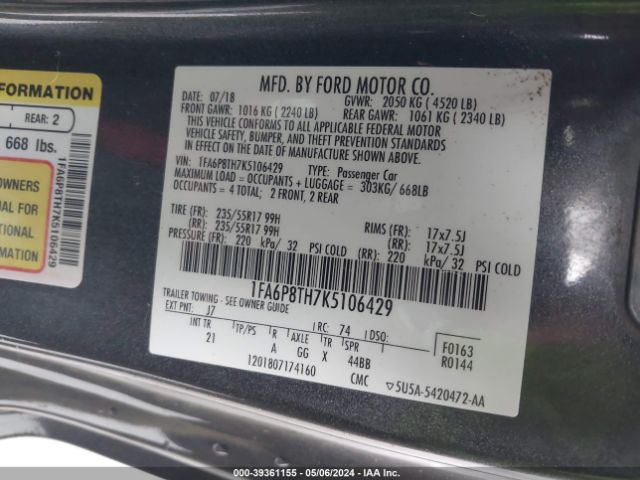 FORMATION
REAR: 2
668 lbs.
1FA6P8TH7K5106429
OWNERS
UAL FOR
TIONAL
RMATION
MFD. BY FORD MOTOR CO.
DATE: 07/18 GVWR: 2050 KG ( 4520 LB)
FRONT GAWR: 1016 KG ( 2240 LB) REAR GAWR: 1061 KG ( 2340 LB)
THIS VEHICLE CONFORMS TO ALL APPLICABLE FEDERAL MOTOR
VEHICLE SAFETY, BUMPER, AND THEFT PREVENTION STANDARDS
IN EFFECT ON THE DATE OF MANUFACTURE SHOWN ABOVE.
VIN: 1FA6P8TH7K5106429 TYPE: Passenger Car
MAXIMUM LOAD = OCCUPANTS + LUGGAGE = 303KG/ 668LB
OCCUPANTS = 4 TOTAL; 2 FRONT, 2 REAR
TIRE (FR): 235/55R17 99H RIMS (FR): 17x7.5J
(RR): 235/55R17 99H (RR): 17x7.5J
PRESSURE (FR): 220 kPa/ 32 PSI COLD (RR): 220 kPa/ 32 PSI COLD
1FA6P8TH7K5106429
TRAILER TOWING - SEE OWNER GUIDE
EXT PNT: J7 RC: 74 DSO: F0163
INT TR TP/PS R AXLE TR SPR R0144
21 A GG X 44BB
1201807174160 CMC 5U5A-5420472-AA
000-39361155 - 05/06/2024 - IAA Inc.